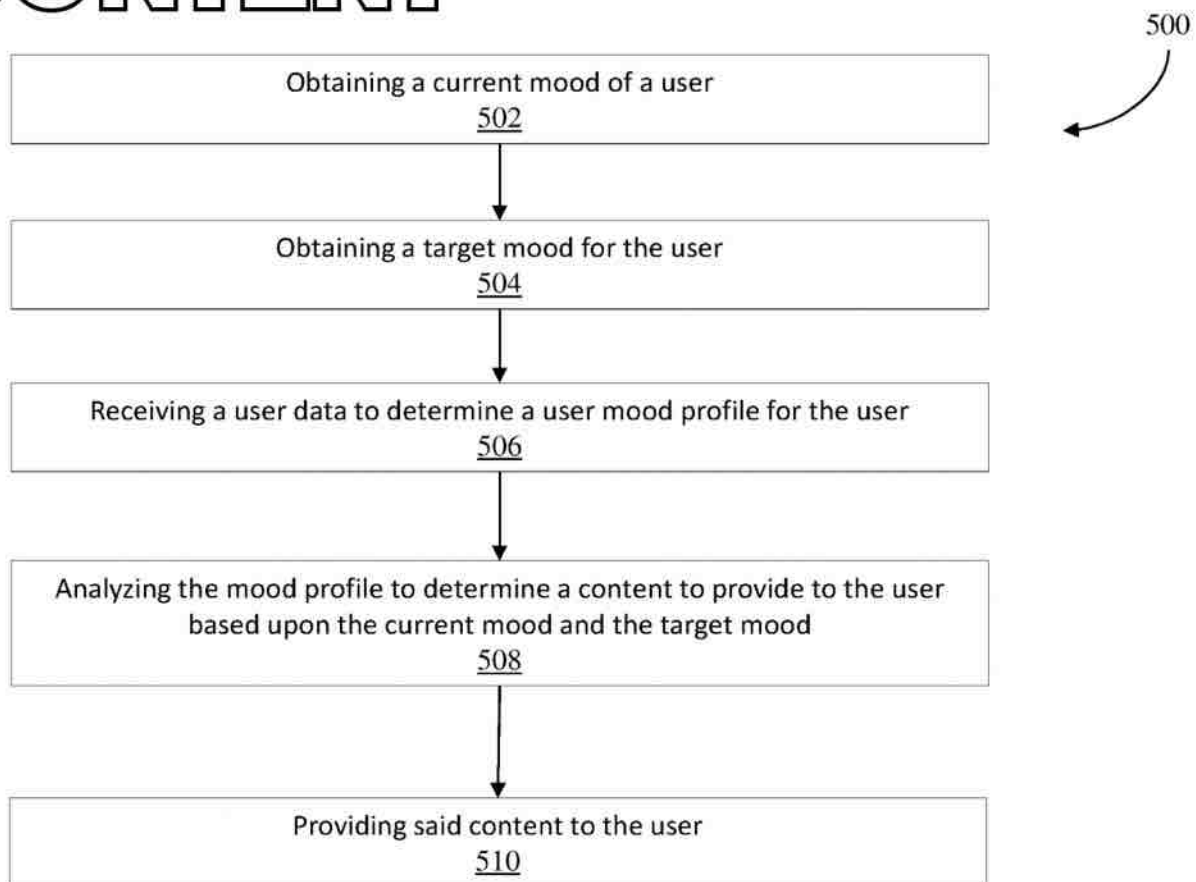 500
Obtaining a current mood of a user
502
Obtaining a target mood for the user
504
Receiving a user data to determine a user mood profile for the user
506
Analyzing the mood profile to determine a content to provide to the user
based upon the current mood and the target mood
508
Providing said content to the user
510